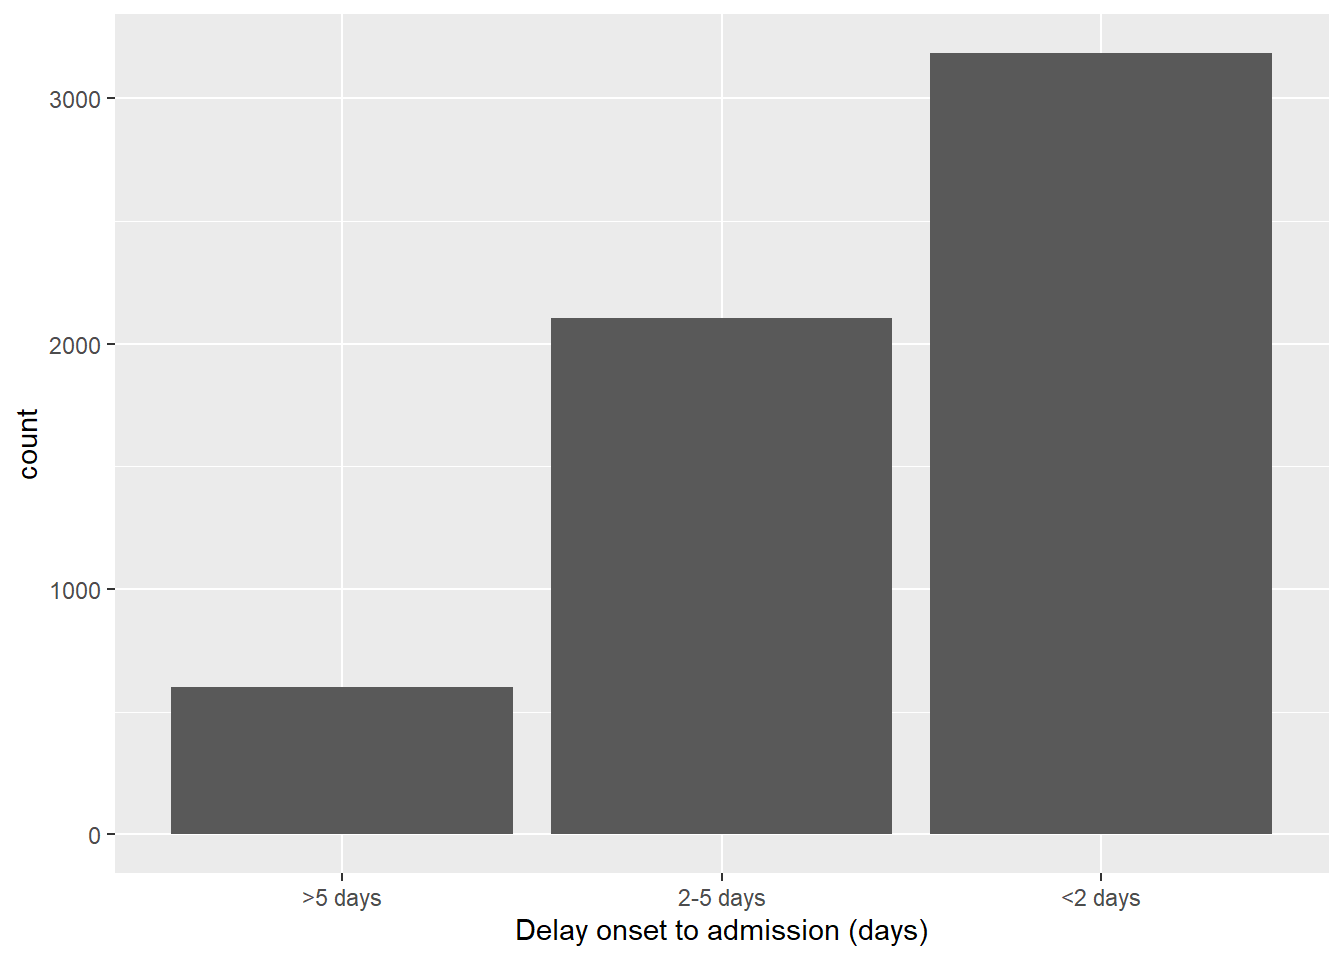 3000
2000
1000
0
count
>5 days
2-5 days
<2 days
Delay onset to admission (days)